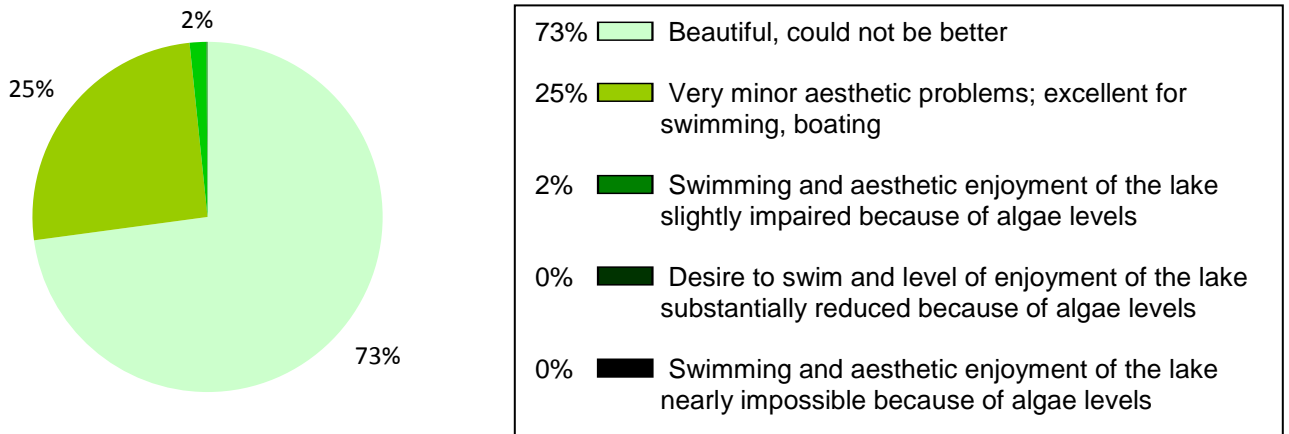 2%
25%
73%
73% Beautiful, could not be better
25% Very minor aesthetic problems; excellent for
swimming, boating
2% Swimming and aesthetic enjoyment of the lake
slightly impaired because of algae levels
0% Desire to swim and level of enjoyment of the lake
substantially reduced because of algae levels
0% Swimming and aesthetic enjoyment of the lake
nearly impossible because of algae levels